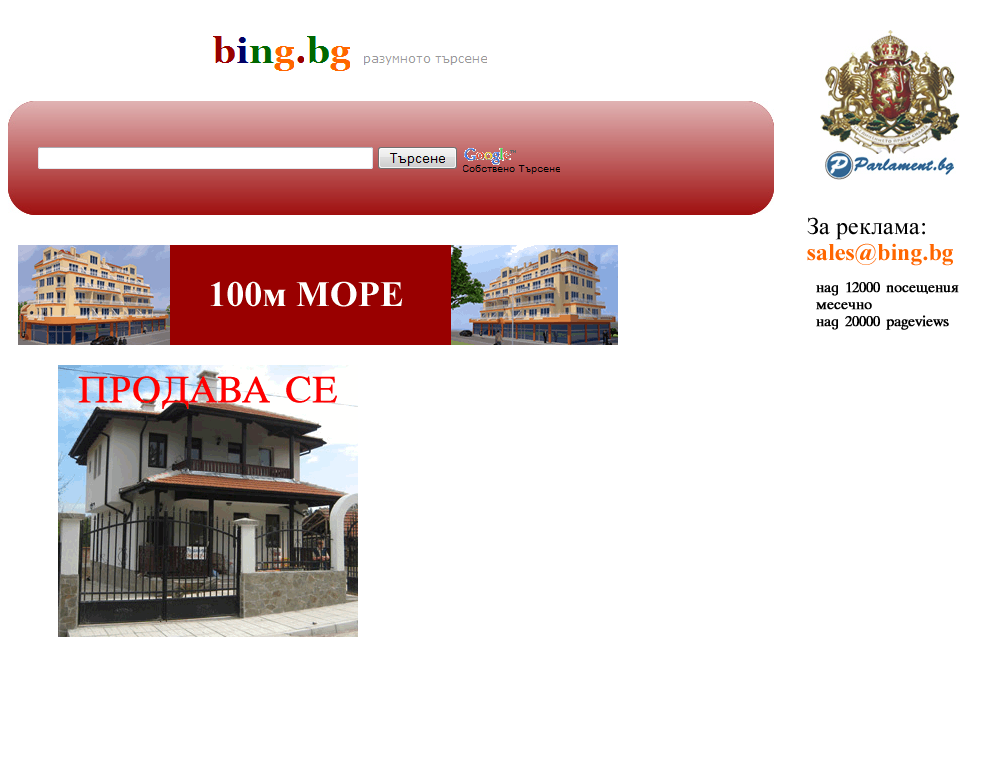 bing.bg разумното търсене
Търсене
Google™
Собствено Търсене
100м МОРЕ
ПРОДАВА СЕ
Parlament.bg
За реклама:
sales@bing.bg
над 12000 посещения
месечно
над 20000 pageviews